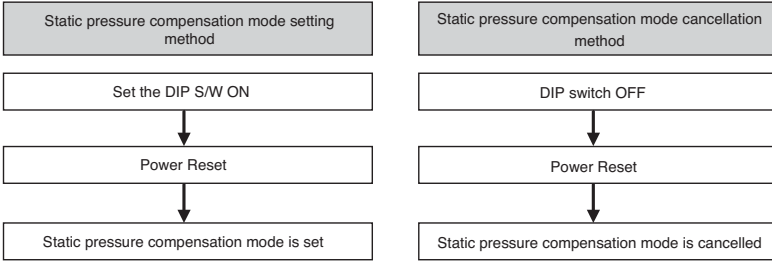 Static pressure compensation mode setting
method
Set the DIP S/W ON
Power Reset
Static pressure compensation mode is set
Static pressure compensation mode cancellation
method
DIP switch OFF
Power Reset
Static pressure compensation mode is cancelled